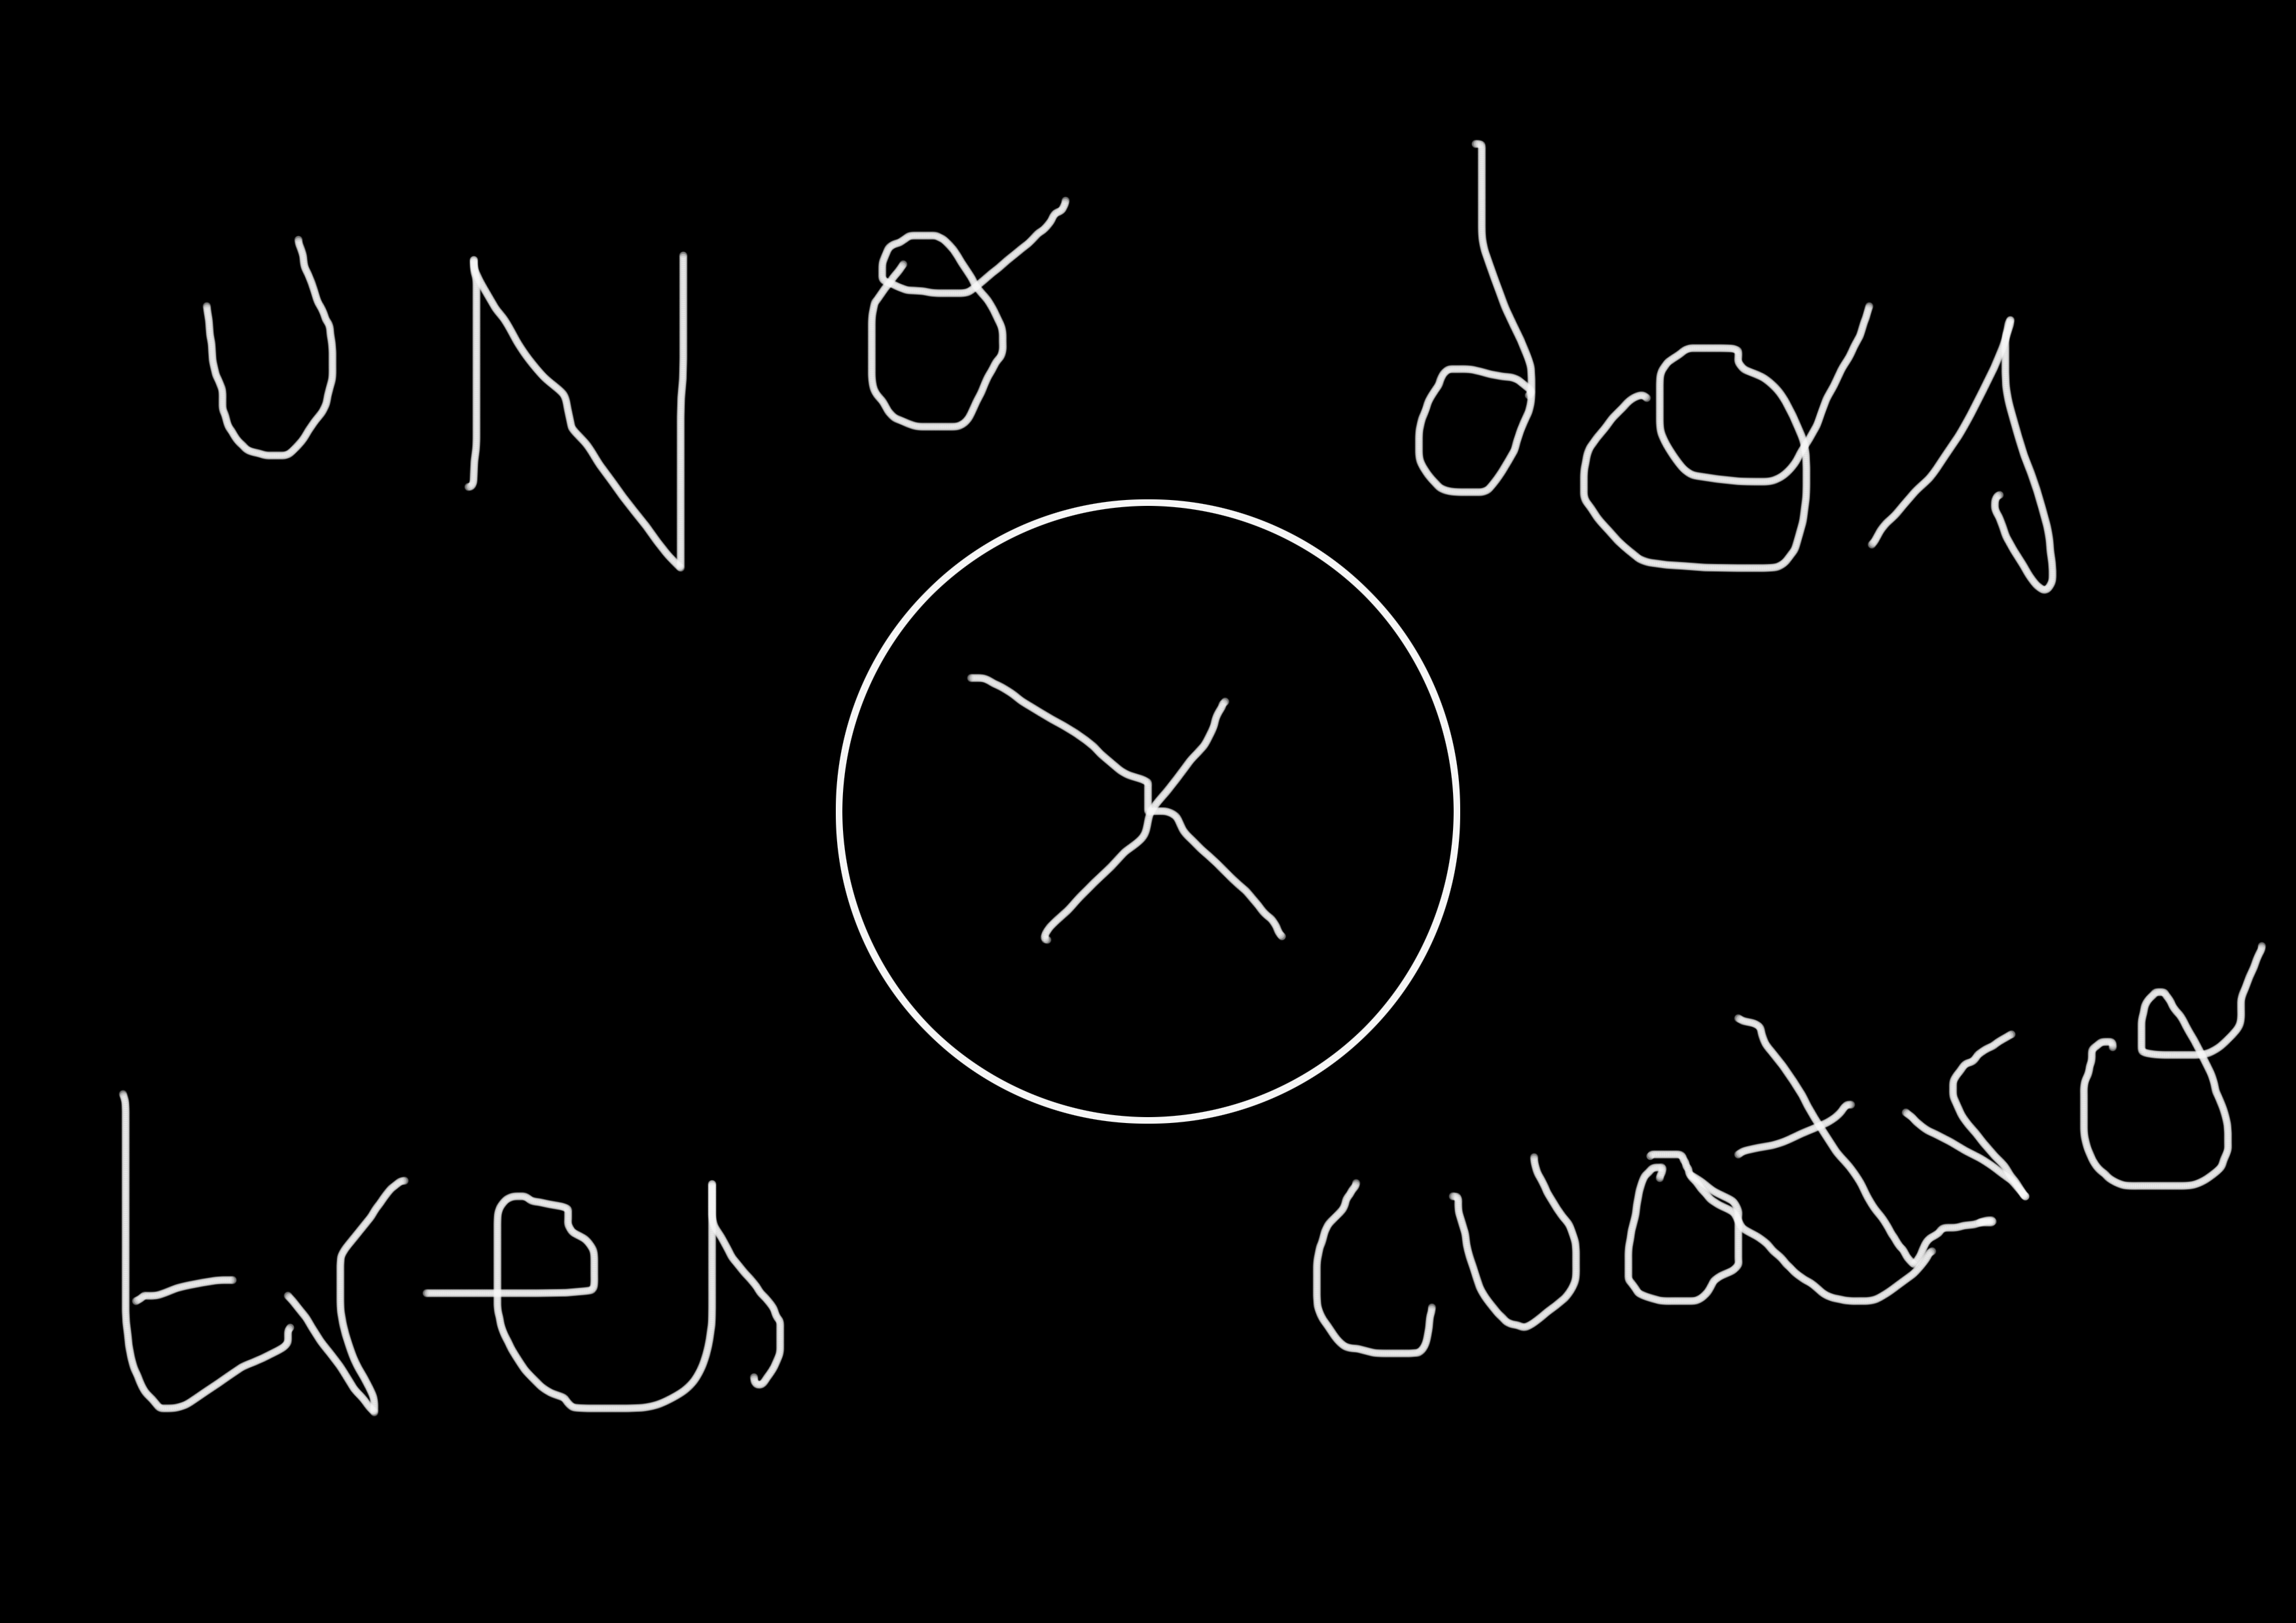 uno
dos
x
tres
cuatro